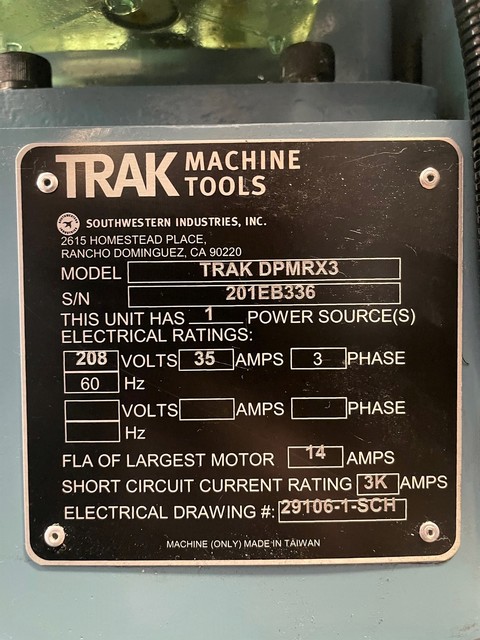 TRAK MACHINE TOOLS
SOUTHWESTERN INDUSTRIES, INC.
2615 HOMESTEAD PLACE,
RANCHO DOMINGUEZ, CA 90220
MODEL TRAK DPMRX3
S/N 201EB336
THIS UNIT HAS 1 POWER SOURCE(S)
ELECTRICAL RATINGS:
208 VOLTS 35 AMPS 3 PHASE
60 Hz
VOLTS AMPS PHASE
Hz
FLA OF LARGEST MOTOR 14 AMPS
SHORT CIRCUIT CURRENT RATING 3K AMPS
ELECTRICAL DRAWING #: 29106-1-SCH
MACHINE (ONLY) MADE IN TAIWAN